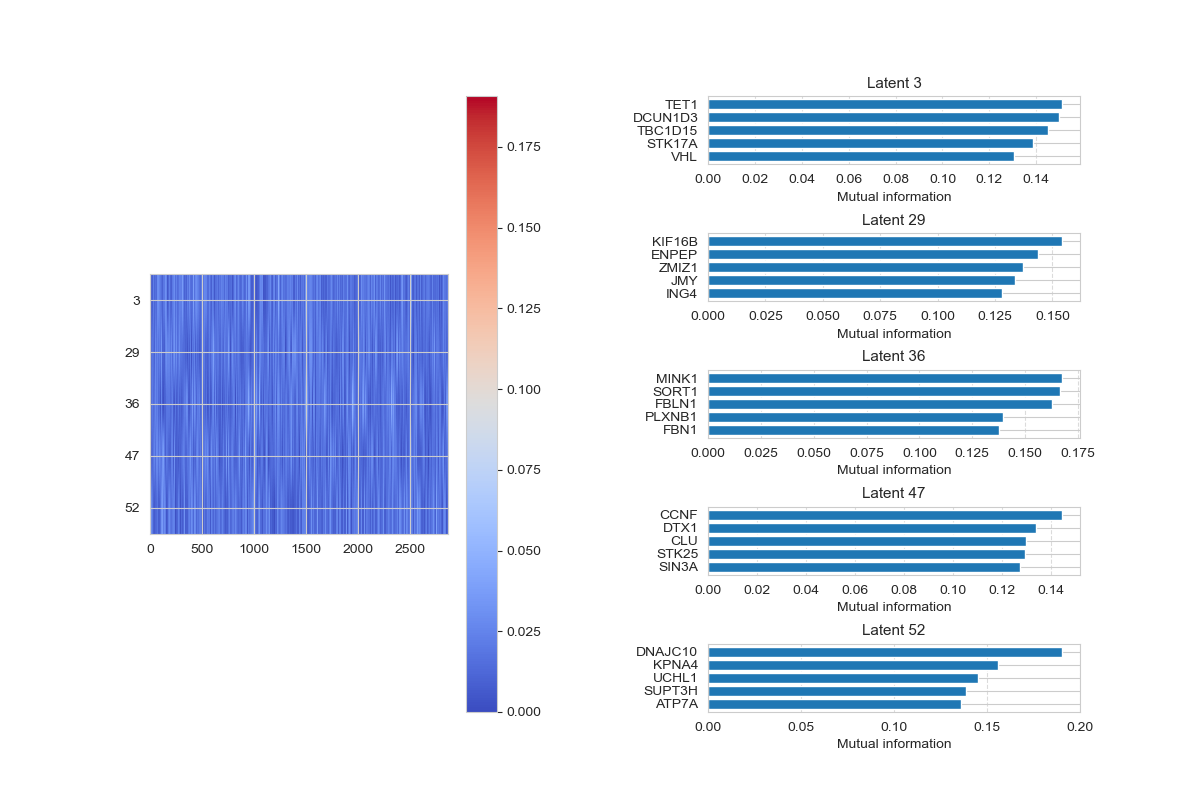 3
29
36
47
52
0 500 1000 1500 2000 2500
0.175
0.150
0.125
0.100
0.075
0.050
0.025
0.000
Latent 3
TET1
DCUN1D3
TBC1D15
STK17A
VHL
0.00 0.02 0.04 0.06 0.08 0.10 0.12 0.14
Mutual information
Latent 29
KIF16B
ENPEP
ZMIZ1
JMY
ING4
0.000 0.025 0.050 0.075 0.100 0.125 0.150
Mutual information
Latent 36
MINK1
SORT1
FBLN1
PLXNB1
FBN1
0.000 0.025 0.050 0.075 0.100 0.125 0.150 0.175
Mutual information
Latent 47
CCNF
DTX1
CLU
STK25
SIN3A
0.00 0.02 0.04 0.06 0.08 0.10 0.12 0.14
Mutual information
Latent 52
DNAJC10
KPNA4
UCHL1
SUPT3H
ATP7A
0.00 0.05 0.10 0.15 0.20
Mutual information